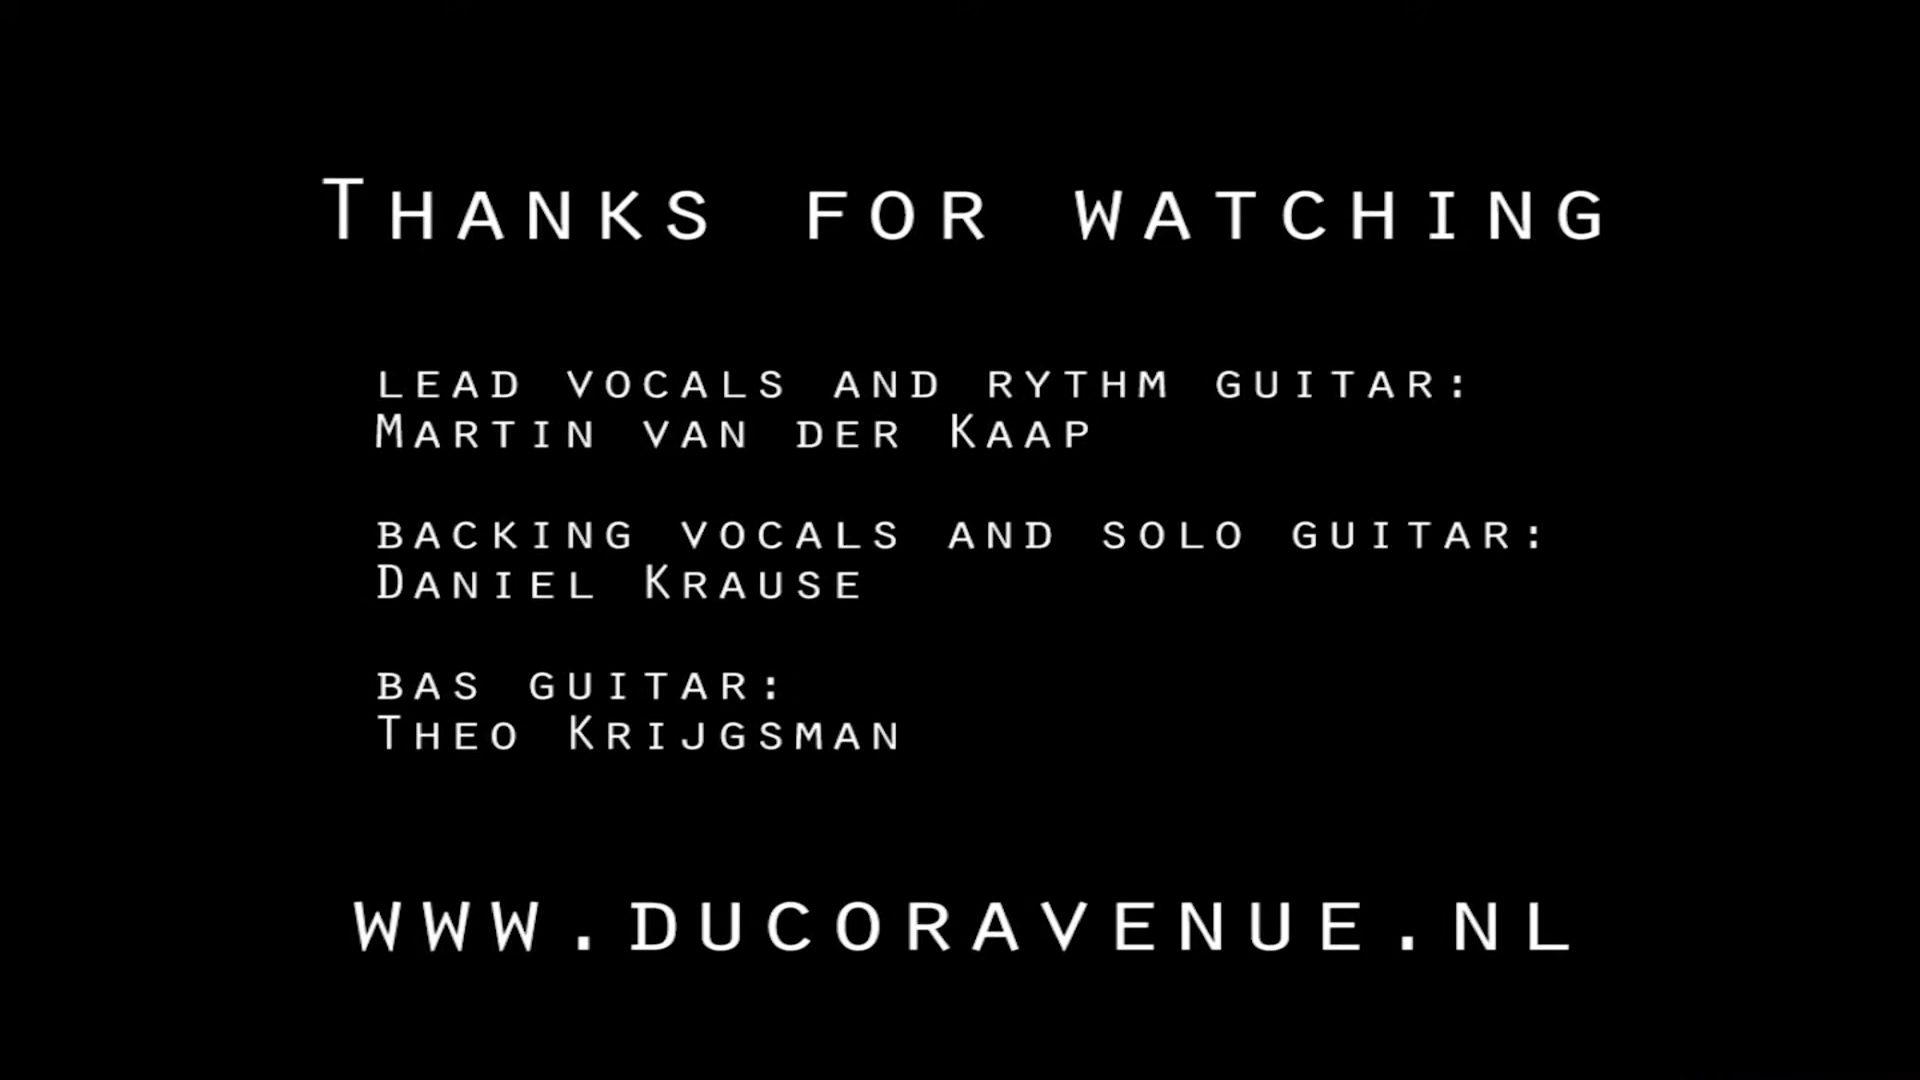 Thanks for watching
lead vocals and rythm guitar:
Martin van der Kaap
backing vocals and solo guitar:
Daniel Krause
bas guitar:
Theo Krijgsman
www.ducoravenue.nl